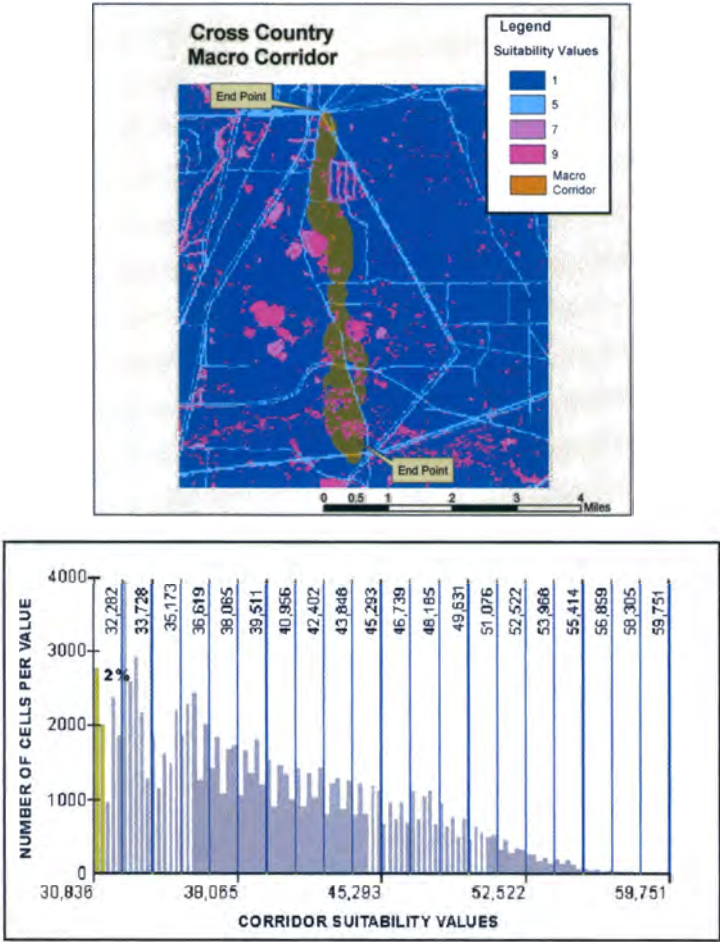 Cross Country
Macro Corridor
Legend
Suitability Values
1
5
7
9
Macro
Corridor
End Point
End Point
0 0.5 1 2 3 4
Miles
4000
3000
2000
1000
0
NUMBER OF CELLS PER VALUE
2%
32,282
33,728
35,173
36,619
38,065
39,511
40,956
42,402
43,848
45,293
46,739
48,185
49,631
51,076
52,522
53,968
55,414
56,859
58,305
59,751
30,836 38,065 45,293 52,522 59,751
CORRIDOR SUITABILITY VALUES